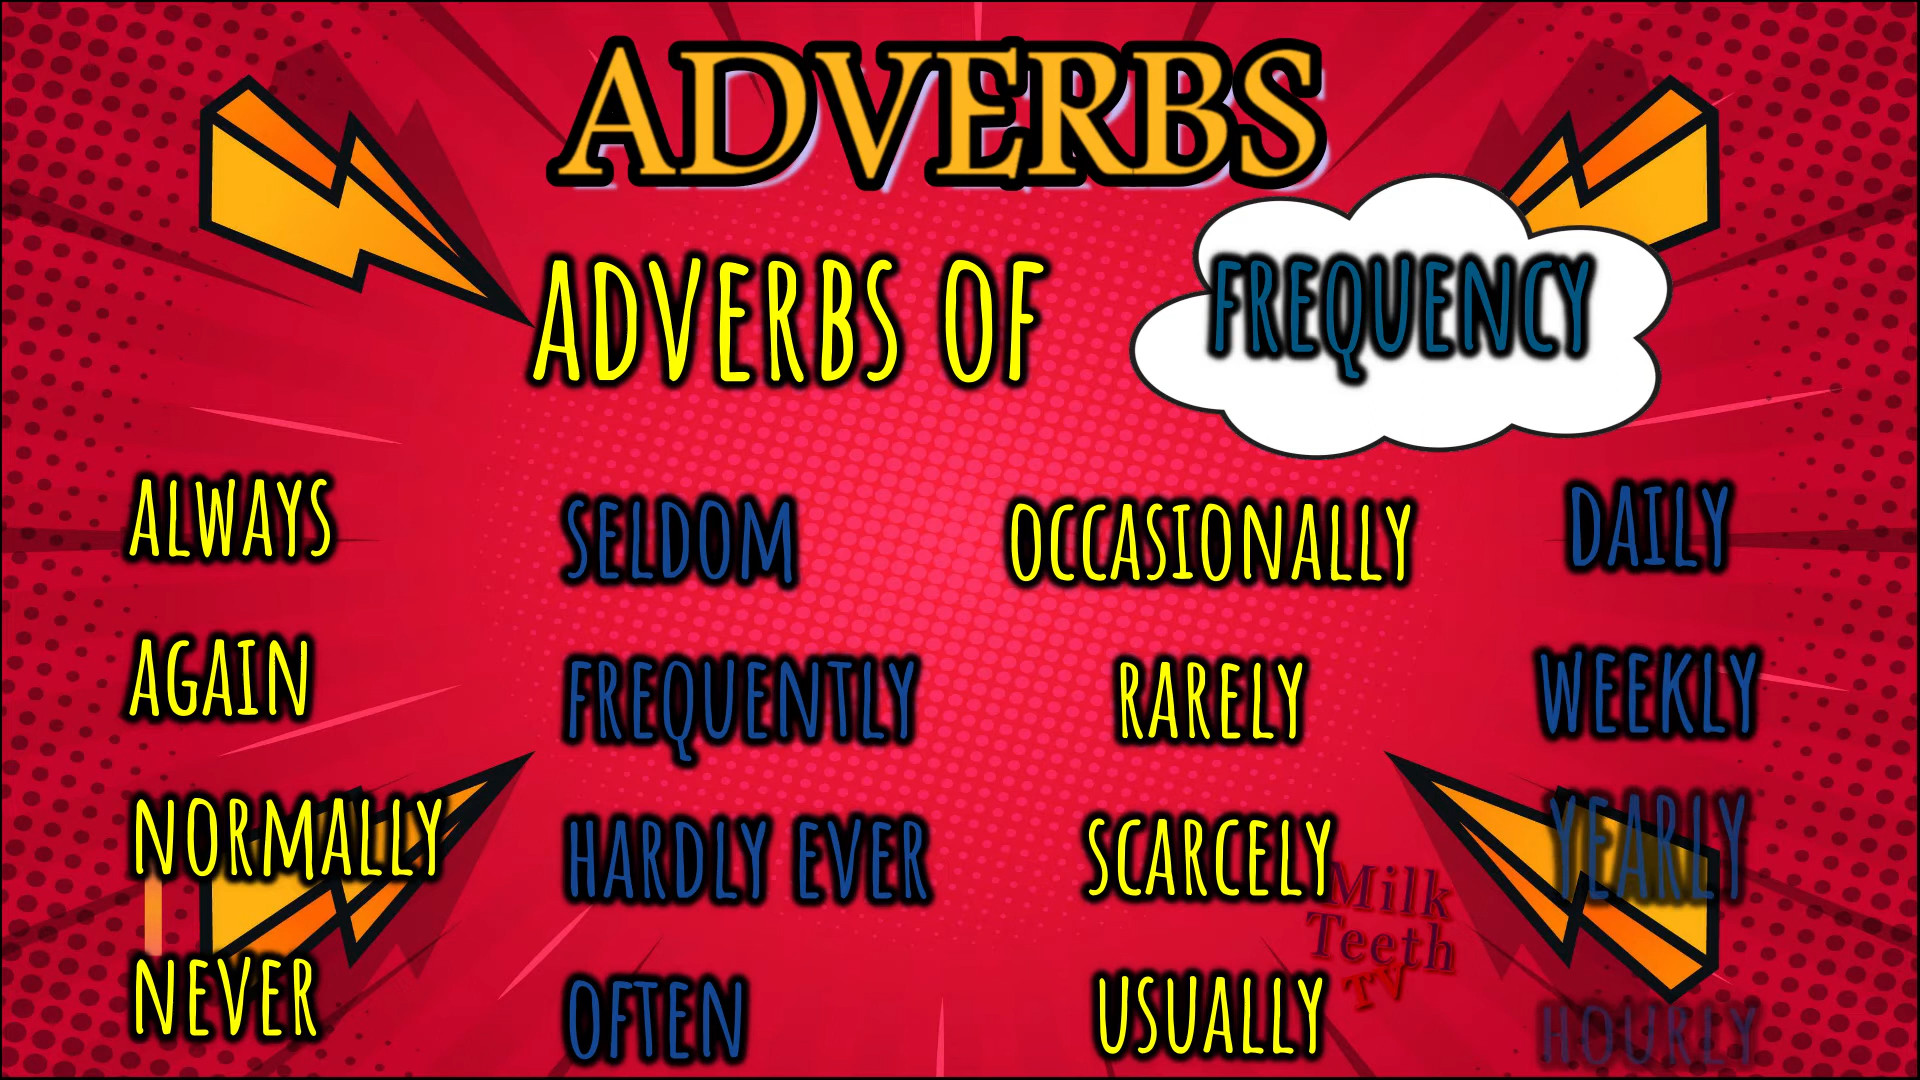 ADVERBS
ADVERBS OF FREQUENCY
ALWAYS
AGAIN
NORMALLY
NEVER
SELDOM
FREQUENTLY
HARDLY EVER
OFTEN
OCCASIONALLY
RARELY
SCARCELY
USUALLY
DAILY
WEEKLY
YEARLY
HOURLY
Milk
Teeth
TV